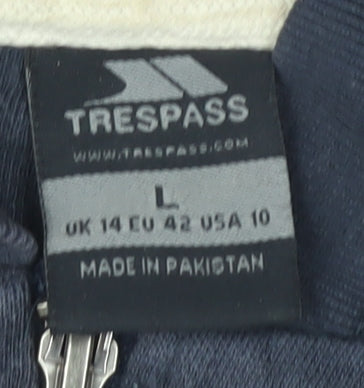 TRESPASS
WWW.TRESPASS.COM
L
UK 14 EU 42 USA 10
MADE IN PAKISTAN